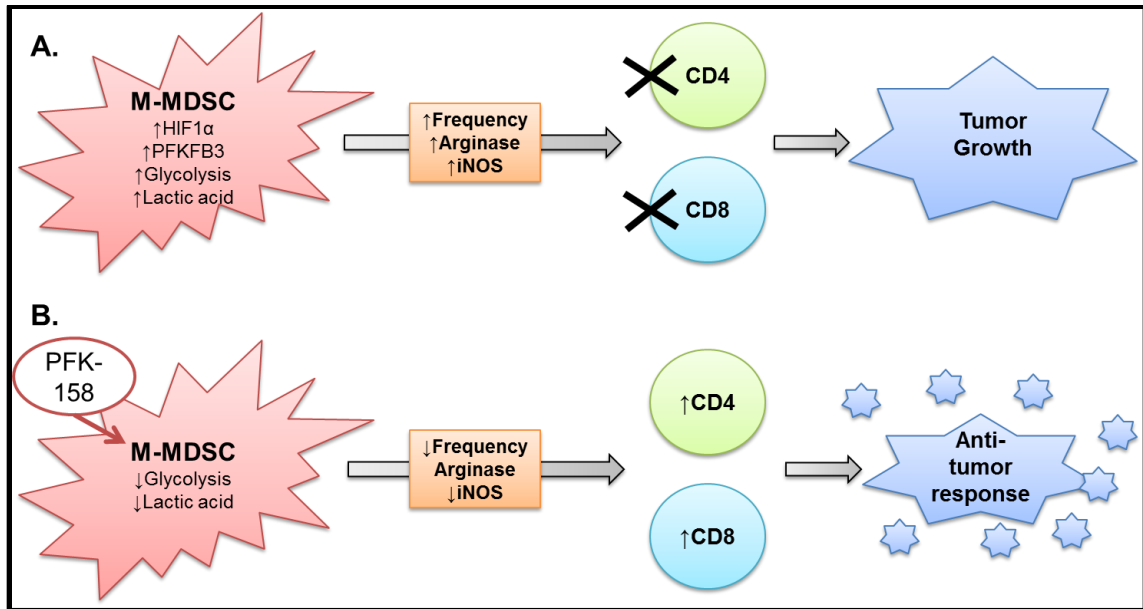 A.
M-MDSC
↑HIF1α
↑PFKFB3
↑Glycolysis
↑Lactic acid
↑Frequency
↑Arginase
↑iNOS
CD4
CD8
Tumor
Growth
B.
PFK-
158
M-MDSC
↓Glycolysis
↓Lactic acid
↓Frequency
Arginase
↓iNOS
↑CD4
↑CD8
Anti-
tumor
response